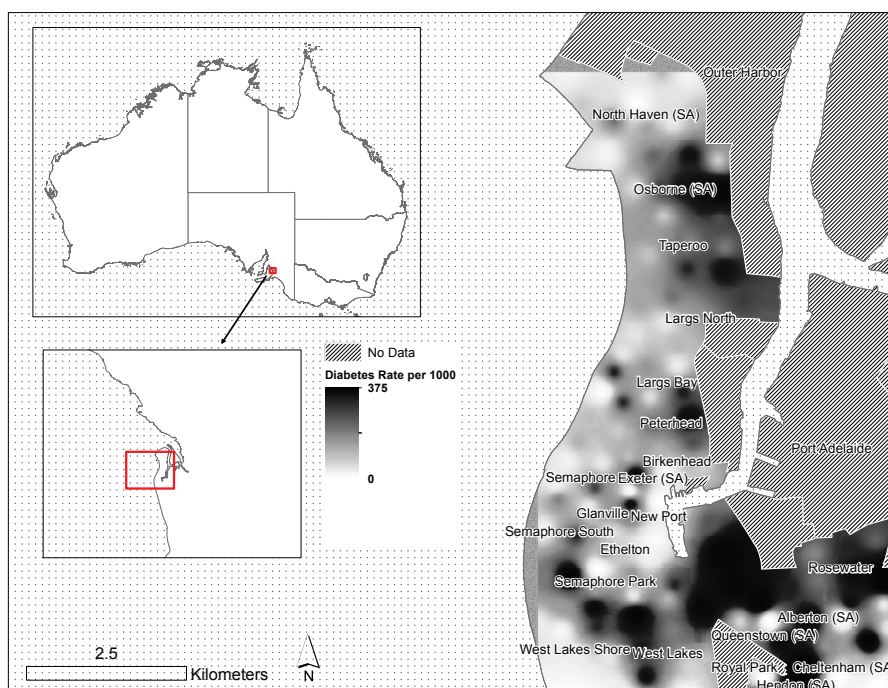 Outer Harbor
North Haven (SA)
Osborne (SA)
Taperoo
Largs North
No Data
Diabetes Rate per 1000
375
0
Largs Bay
Peterhead
Port Adelaide
Birkenhead
Semaphore Exeter (SA)
Glanville New Port
Semaphore South
Ethelton
Rosewater
Semaphore Park
Alberton (SA)
Queenstown (SA)
West Lakes Shore West Lakes
Royal Park Cheltenham (SA
Hendon (SA)
2.5
Kilometers
N